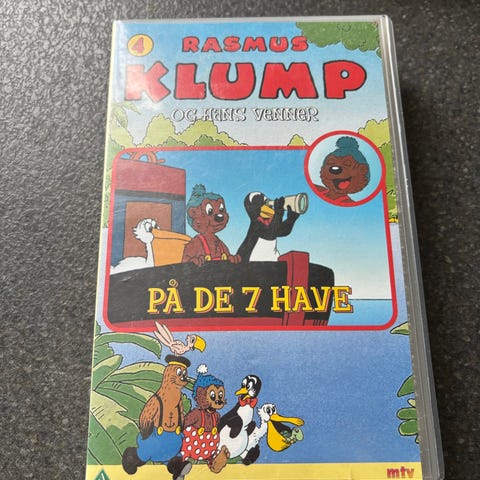 4
RASMUS
KLUMP
OG HANS VENNER
PÅ DE 7 HAVE
mtv